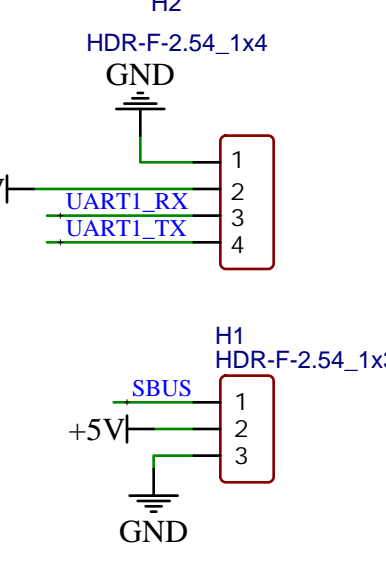 H2
HDR-F-2.54_1x4
GND
1
2
UART1_RX
3
UART1_TX
4
H1
HDR-F-2.54_1x3
SBUS
1
+5V
2
3
GND